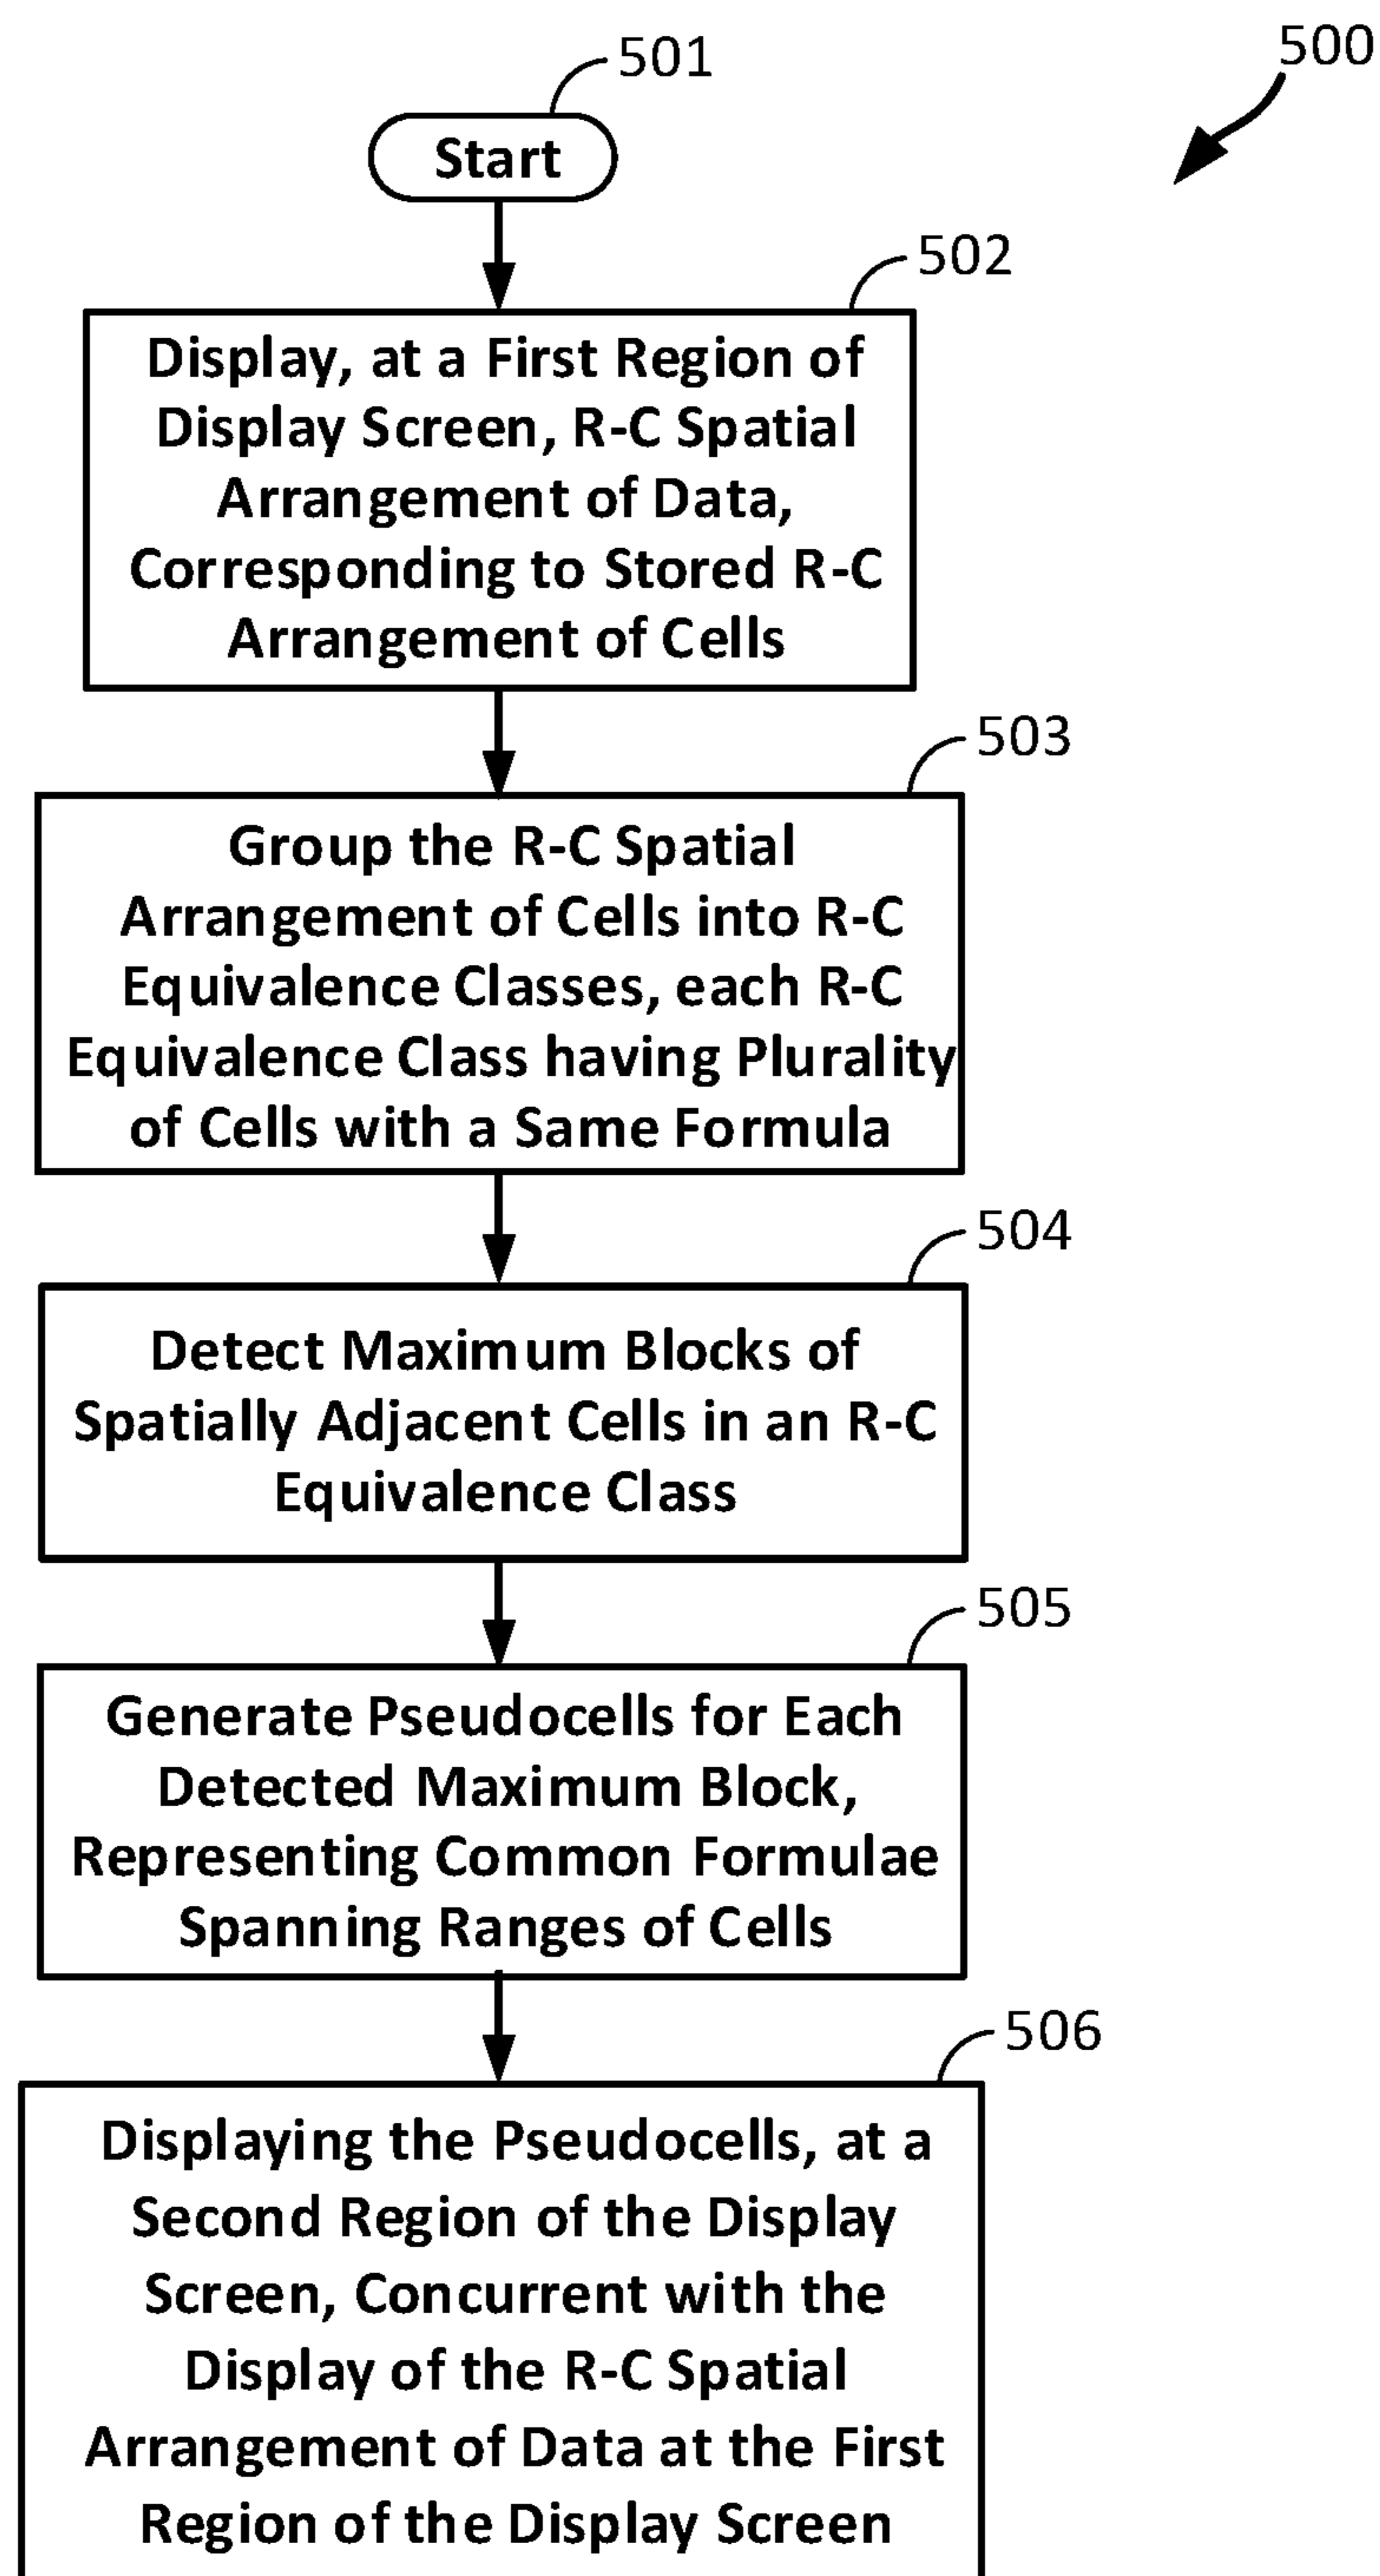 500
501
Start
502
Display, at a First Region of
Display Screen, R-C Spatial
Arrangement of Data,
Corresponding to Stored R-C
Arrangement of Cells
503
Group the R-C Spatial
Arrangement of Cells into R-C
Equivalence Classes, each R-C
Equivalence Class having Plurality
of Cells with a Same Formula
504
Detect Maximum Blocks of
Spatially Adjacent Cells in an R-C
Equivalence Class
505
Generate Pseudocells for Each
Detected Maximum Block,
Representing Common Formulae
Spanning Ranges of Cells
506
Displaying the Pseudocells, at a
Second Region of the Display
Screen, Concurrent with the
Display of the R-C Spatial
Arrangement of Data at the First
Region of the Display Screen